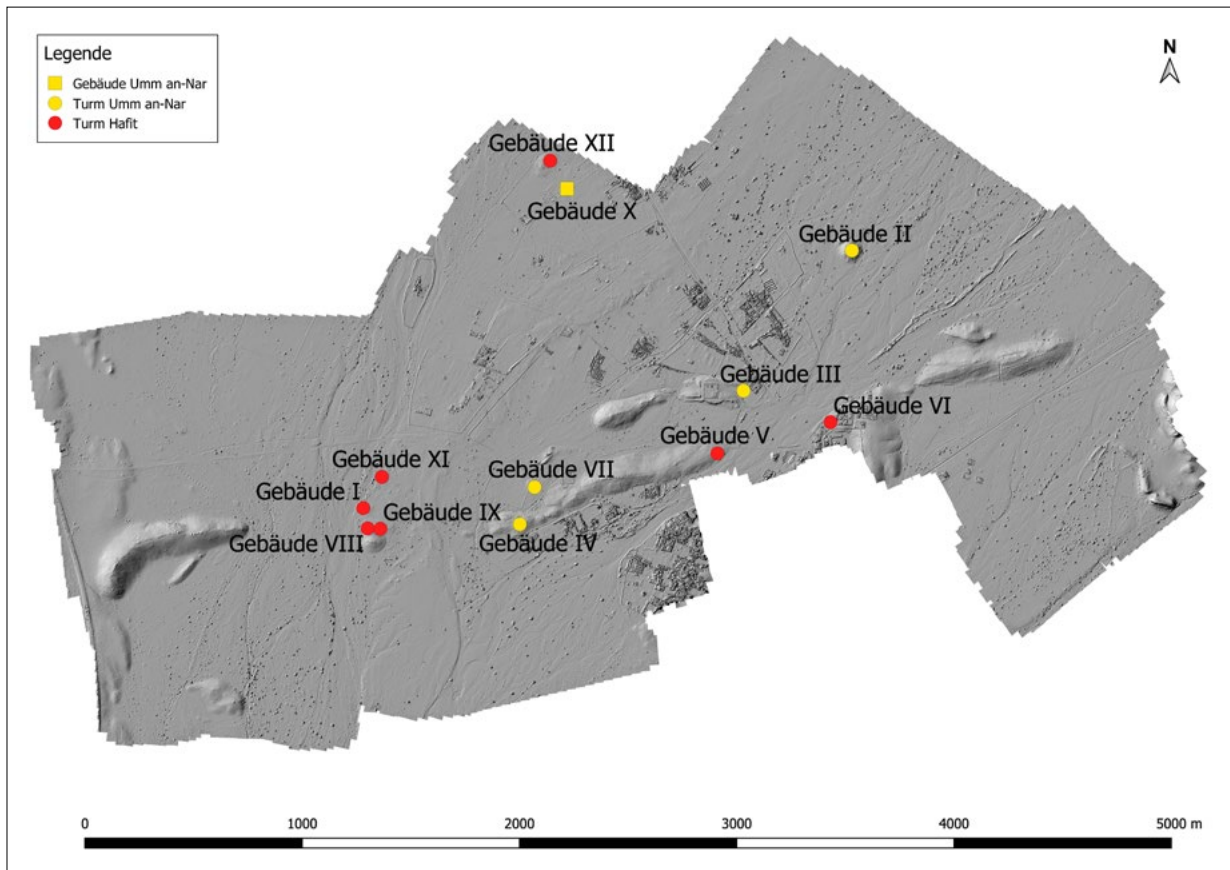 Legende
Gebäude Umm an-Nar
Turm Umm an-Nar
Turm Hafit
N
Gebäude XII
Gebäude X
Gebäude II
Gebäude III
Gebäude VI
Gebäude V
Gebäude XI
Gebäude VII
Gebäude I
Gebäude IX
Gebäude VIII
Gebäude IV
0 1000 2000 3000 4000 5000 m